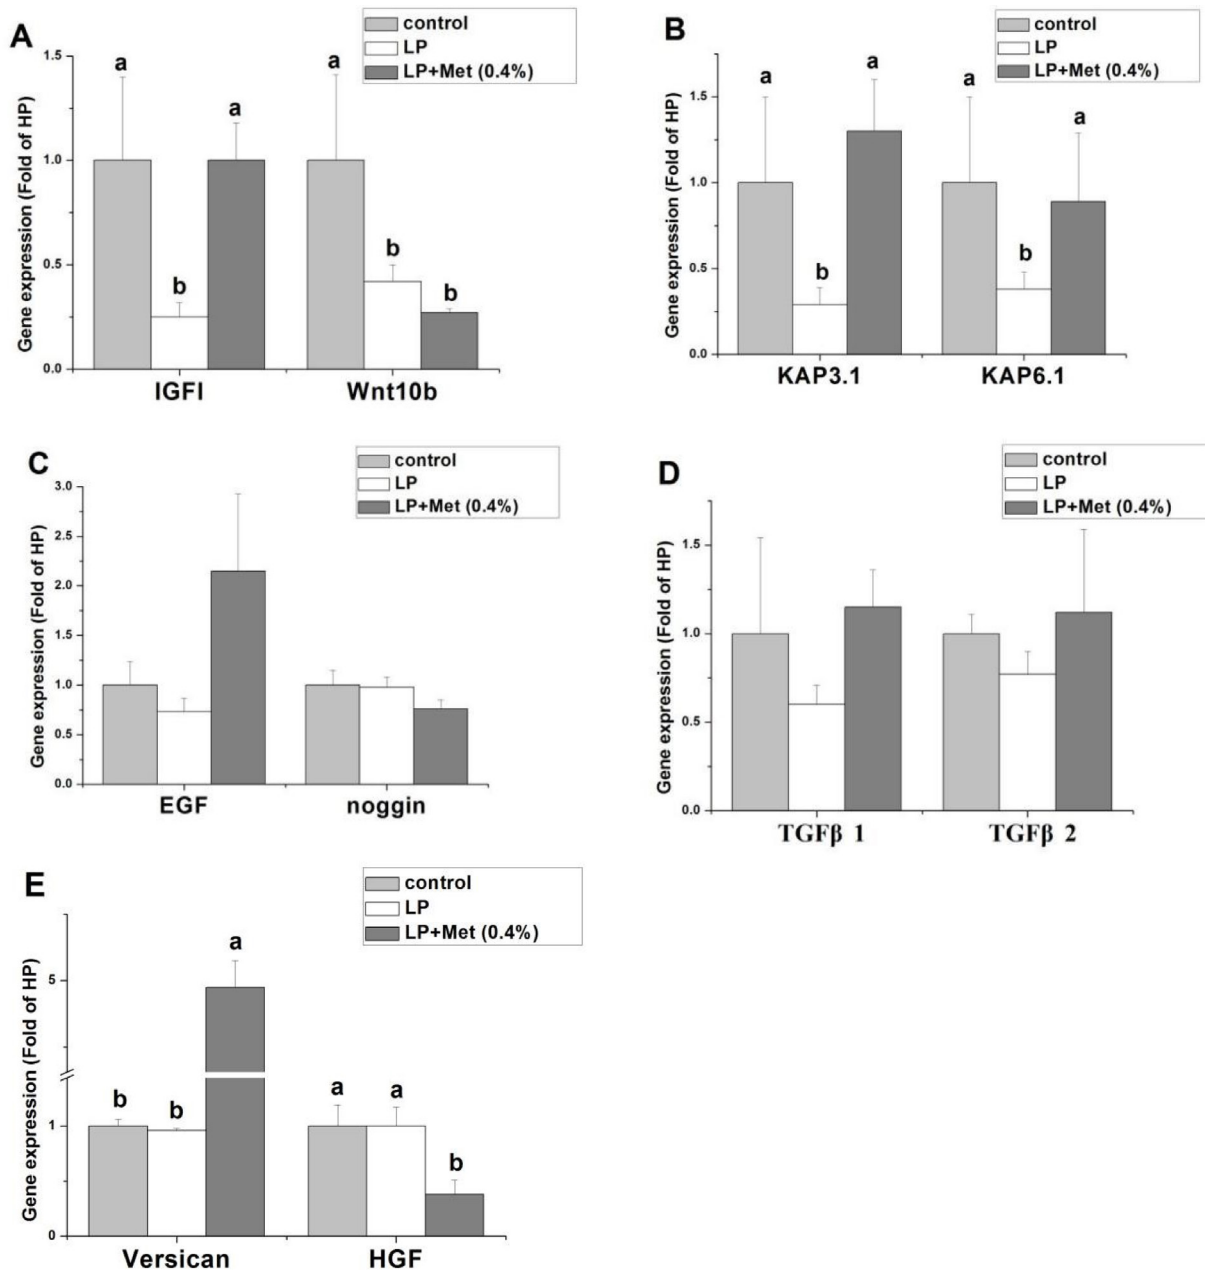 A
control
LP
LP+Met (0.4%)
Gene expression (Fold of HP)
1.5
1.0
0.5
0.0
a
b
a
a
b
b
IGFI
Wnt10b
B
control
LP
LP+Met (0.4%)
Gene expression (Fold of HP)
1.5
1.0
0.5
0.0
a
b
a
a
b
a
KAP3.1
KAP6.1
C
control
LP
LP+Met (0.4%)
Gene expression (Fold of HP)
3.0
2.5
2.0
1.5
1.0
0.5
0.0
EGF
noggin
D
control
LP
LP+Met (0.4%)
Gene expression (Fold of HP)
1.5
1.0
0.5
0.0
TGFβ 1
TGFβ 2
E
control
LP
LP+Met (0.4%)
Gene expression (Fold of HP)
5
1
0
b
b
a
a
a
b
Versican
HGF